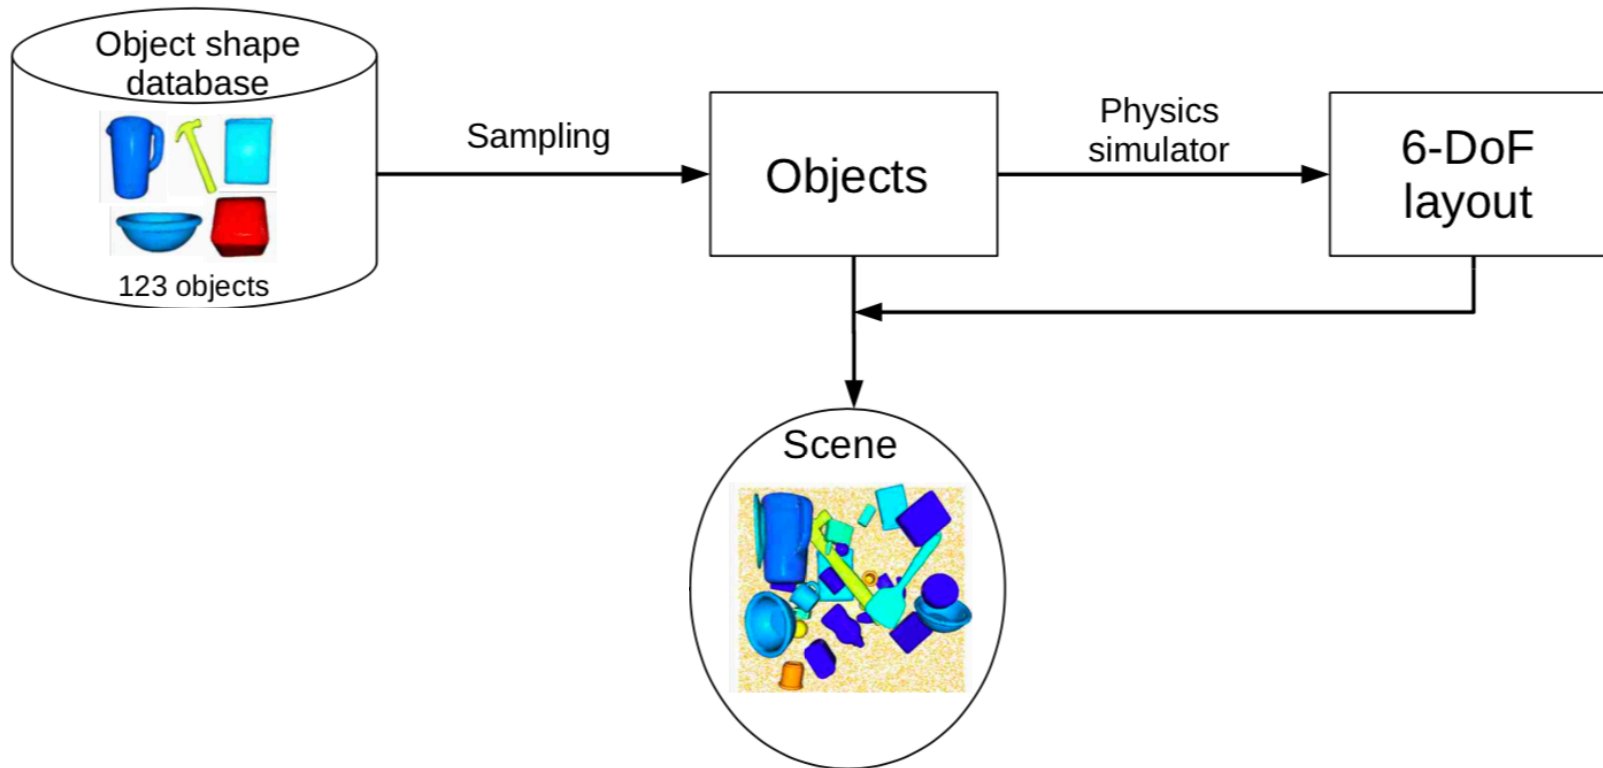 Object shape
database
123 objects
Sampling
Objects
Physics
simulator
6-DoF
layout
Scene